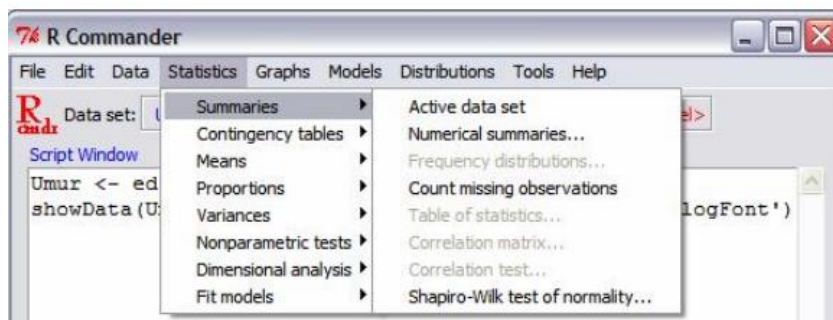 R Commander
File Edit Data Statistics Graphs Models Distributions Tools Help
R cmdr Data set:
Script Window
Umur <- ed
showData(U logFont')
Summaries
Contingency tables
Means
Proportions
Variances
Nonparametric tests
Dimensional analysis
Fit models
Active data set
Numerical summaries...
Frequency distributions...
Count missing observations
Table of statistics...
Correlation matrix...
Correlation test...
Shapiro-Wilk test of normality...